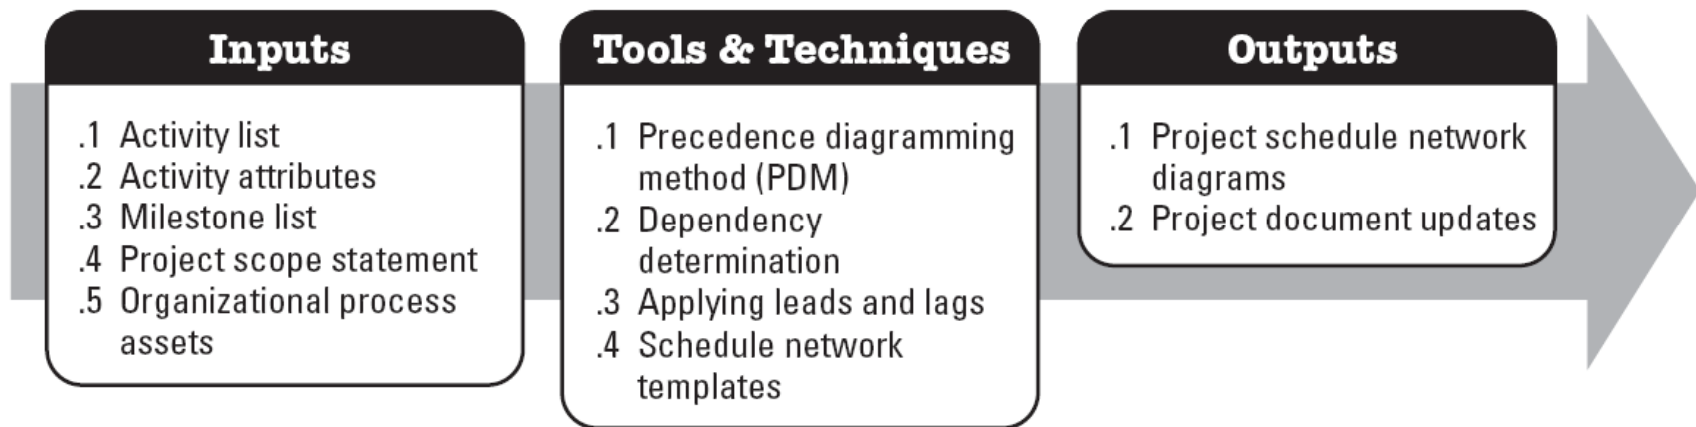 Inputs
.1 Activity list
.2 Activity attributes
.3 Milestone list
.4 Project scope statement
.5 Organizational process
assets
Tools & Techniques
.1 Precedence diagramming
method (PDM)
.2 Dependency
determination
.3 Applying leads and lags
.4 Schedule network
templates
Outputs
.1 Project schedule network
diagrams
.2 Project document updates